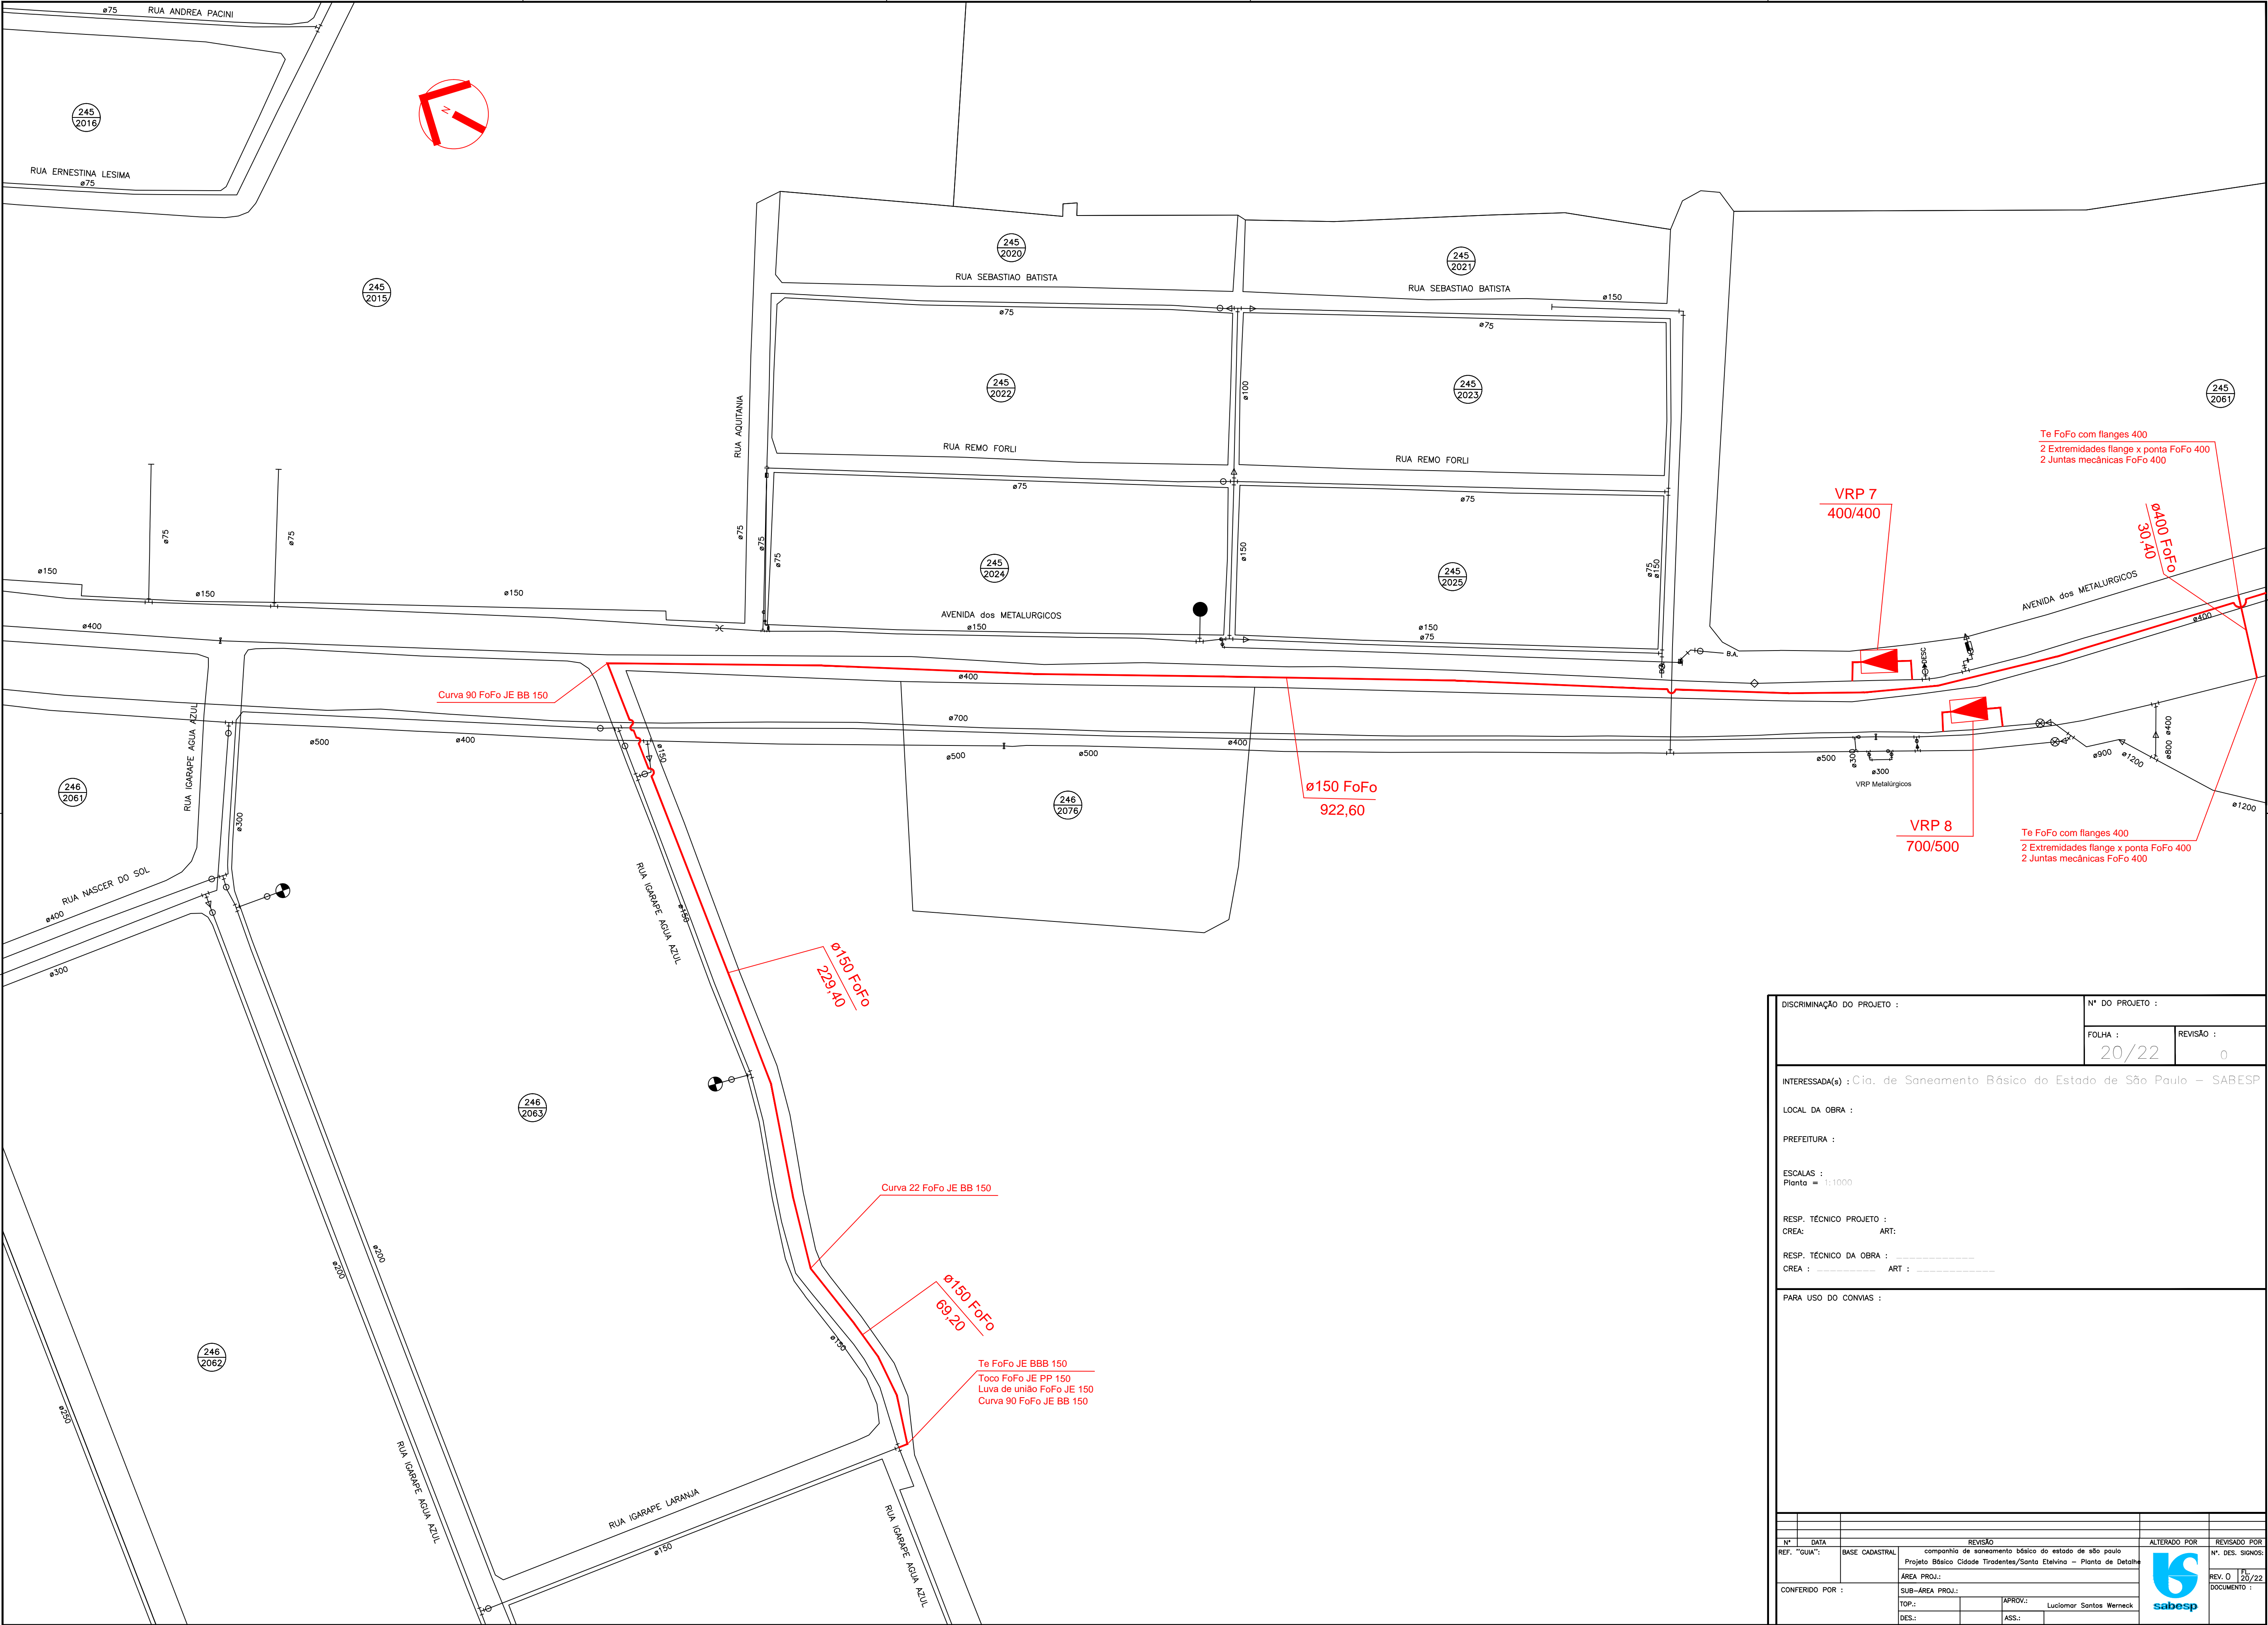 ø75
RUA ANDREA PACINI
245
2016
N
RUA ERNESTINA LESIMA
ø75
245
2015
245
2020
RUA SEBASTIAO BATISTA
245
2021
RUA SEBASTIAO BATISTA
ø150
ø75
ø75
245
2022
ø100
245
2023
245
2061
RUA AQUITANIA
RUA REMO FORLI
RUA REMO FORLI
Te FoFo com flanges 400
2 Extremidades flange x ponta FoFo 400
2 Juntas mecânicas FoFo 400
ø75
ø75
VRP 7
400/400
ø400 FoFo
30,40
ø75
ø75
ø75
ø75
ø75
ø150
ø75
ø150
245
2024
245
2025
ø150
ø150
ø150
AVENIDA dos METALURGICOS
ø150
ø150
ø75
AVENIDA dos METALURGICOS
ø400
ø400
B.A.
DESC
Curva 90 FoFo JE BB 150
ø400
RUA IGARAPE AGUA AZUL
ø700
ø500
ø400
ø150
ø500
ø500
ø400
ø500
ø300
ø300
VRP Metalúrgicos
ø900
ø1200
ø800
ø400
ø1200
246
2061
ø300
246
2076
ø150 FoFo
922,60
VRP 8
700/500
Te FoFo com flanges 400
2 Extremidades flange x ponta FoFo 400
2 Juntas mecânicas FoFo 400
RUA NASCER DO SOL
ø400
ø300
RUA IGARAPE AGUA AZUL
ø150
ø150 FoFo
229,40
246
2063
Curva 22 FoFo JE BB 150
ø200
ø200
ø150 FoFo
69,20
ø150
246
2062
Te FoFo JE BBB 150
Toco FoFo JE PP 150
Luva de união FoFo JE 150
Curva 90 FoFo JE BB 150
ø250
RUA IGARAPE AGUA AZUL
RUA IGARAPE LARANJA
ø150
RUA IGARAPE AGUA AZUL
DISCRIMINAÇÃO DO PROJETO :
N° DO PROJETO :
FOLHA :
20/22
REVISÃO :
0
INTERESSADA(s) : Cia. de Saneamento Básico do Estado de São Paulo – SABESP
LOCAL DA OBRA :
PREFEITURA :
ESCALAS :
Planta = 1:1000
RESP. TÉCNICO PROJETO :
CREA: ART:
RESP. TÉCNICO DA OBRA :
CREA : ART :
PARA USO DO CONVIAS :
N° DATA REVISÃO ALTERADO POR REVISADO POR
REF. "GUIA": BASE CADASTRAL
companhia de saneamento básico do estado de são paulo
Projeto Básico Cidade Tiradentes/Santa Etelvina – Planta de Detalhe
N°. DES. SIGNOS:
ÁREA PROJ.:
REV. 0 FL. 20/22
CONFERIDO POR :
SUB–ÁREA PROJ.:
DOCUMENTO :
TOP.: APROV.: Luciomar Santos Werneck
DES.: ASS.:
sabesp